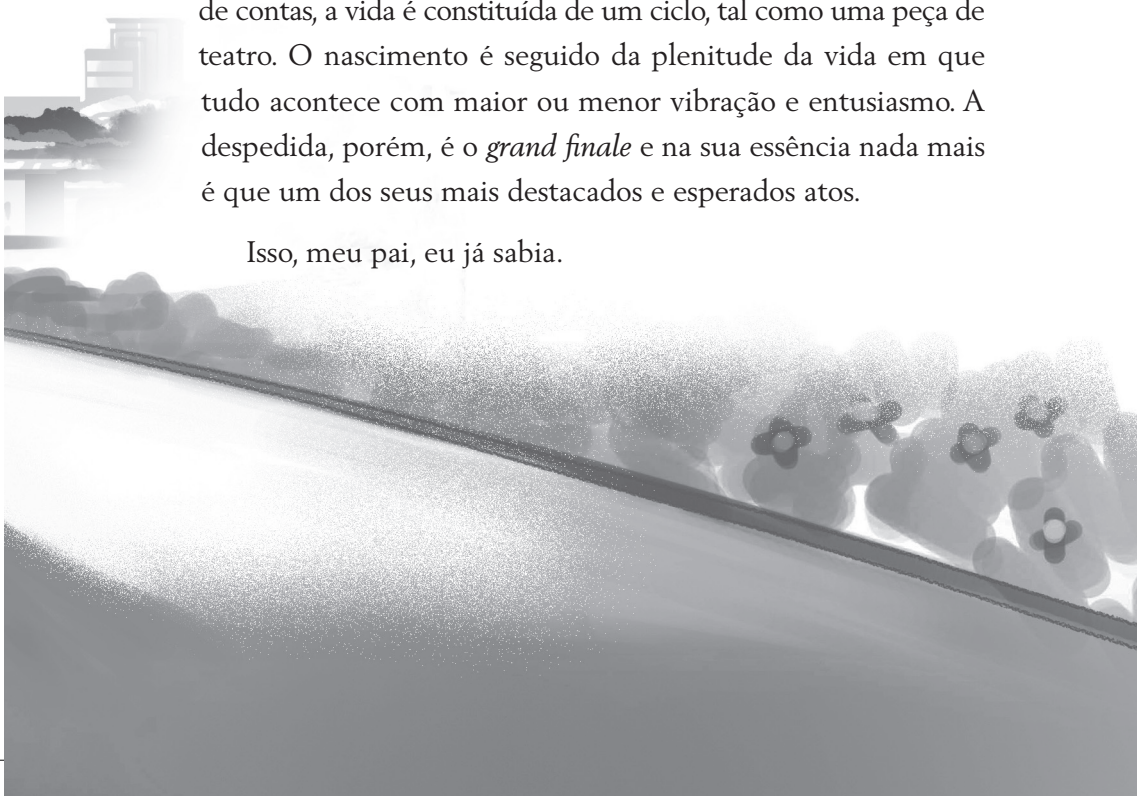 de contas, a vida é constituída de um ciclo, tal como uma peça de
teatro. O nascimento é seguido da plenitude da vida em que
tudo acontece com maior ou menor vibração e entusiasmo. A
despedida, porém, é o grand finale e na sua essência nada mais
é que um dos seus mais destacados e esperados atos.
Isso, meu pai, eu já sabia.